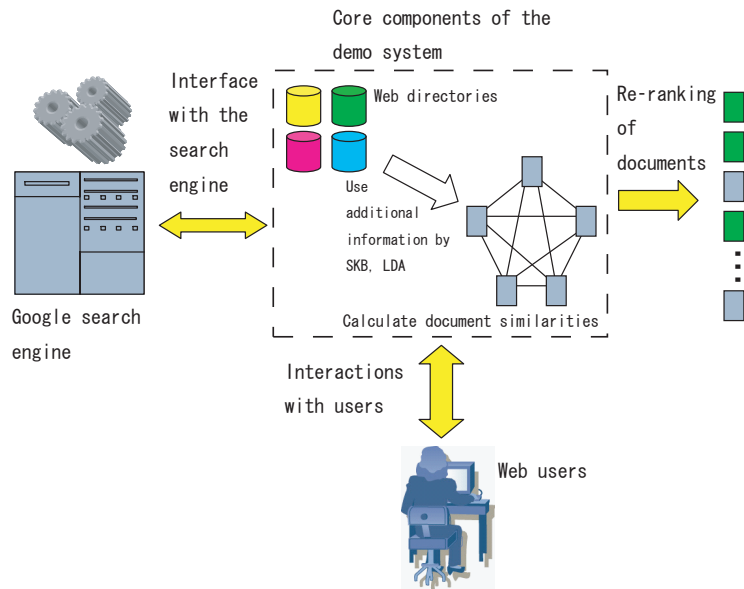 Core components of the
demo system
Interface
with the
search
engine
Web directories
Re-ranking
of
documents
Use
additional
information by
SKB, LDA
Calculate document similarities
Google search
engine
Interactions
with users
Web users